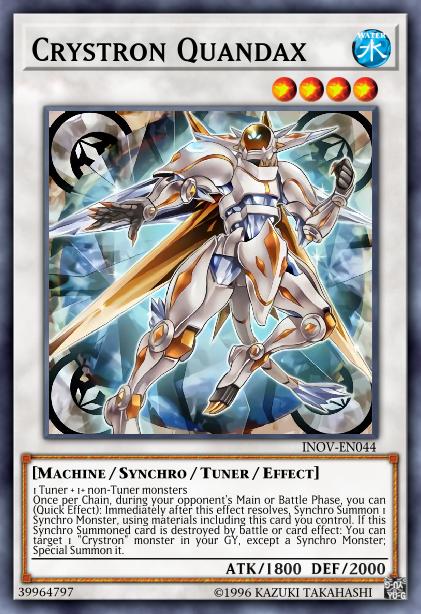 CRYSTRON QUANDAX
WATER
水
INOV-EN044
[MACHINE / SYNCHRO / TUNER / EFFECT]
1 Tuner + 1+ non-Tuner monsters
Once per Chain, during your opponent's Main or Battle Phase, you can
(Quick Effect): Immediately after this effect resolves, Synchro Summon 1
Synchro Monster, using materials including this card you control. If this
Synchro Summoned card is destroyed by battle or card effect: You can
target 1 "Crystron" monster in your GY, except a Synchro Monster;
Special Summon it.
ATK/1800 DEF/2000
39964797
©1996 KAZUKI TAKAHASHI